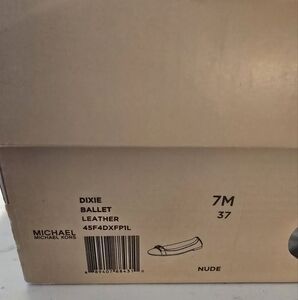 DIXIE
BALLET
LEATHER
45F4DXFP1L
7M
37
MICHAEL
MICHAEL KORS
NUDE